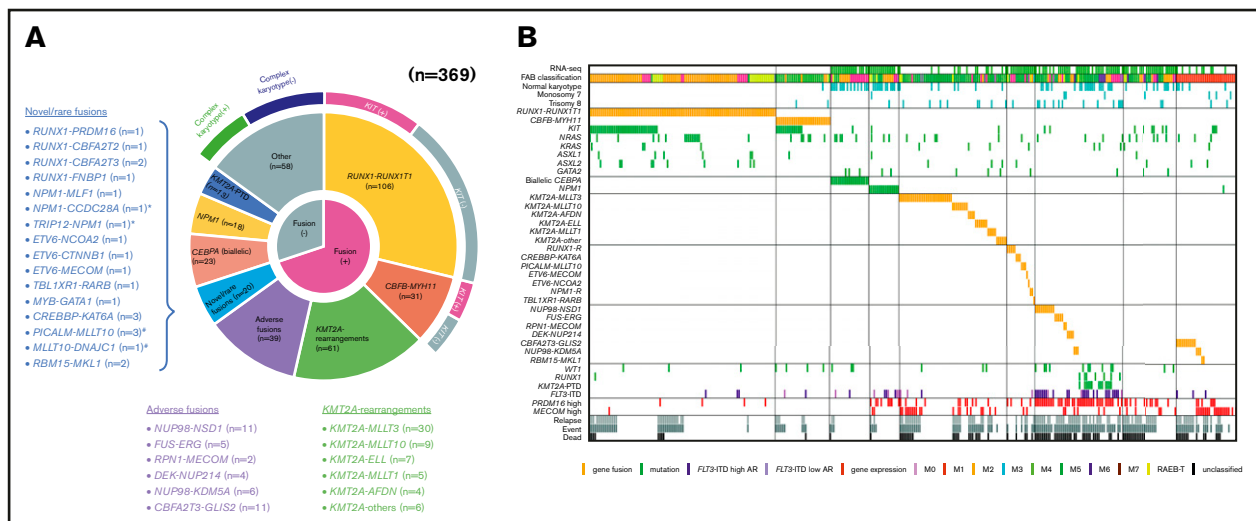 A
(n=369)
Novel/rare fusions
• RUNX1-PRDM16 (n=1)
• RUNX1-CBFA2T2 (n=1)
• RUNX1-CBFA2T3 (n=2)
• RUNX1-FNBP1 (n=1)
• NPM1-MLF1 (n=1)
• NPM1-CCDC28A (n=1)*
• TRIP12-NPM1 (n=1)*
• ETV6-NCOA2 (n=1)
• ETV6-CTNNB1 (n=1)
• ETV6-MECOM (n=1)
• TBL1XR1-RARB (n=1)
• MYB-GATA1 (n=1)
• CREBBP-KAT6A (n=3)
• PICALM-MLLT10 (n=3)#
• MLLT10-DNAJC1 (n=1)#
• RBM15-MKL1 (n=2)
Complex
karyotype(+)
Complex
karyotype(-)
KIT (+)
KIT(-)
KIT(+)
KIT(-)
Other
(n=58)
RUNX1-RUNX1T1
(n=106)
KMT2A-PTD
(n=13)
NPM1 (n=18)
CEBPA (biallelic)
(n=23)
Novel/rare
fusions (n=20)
Adverse
fusions
(n=39)
KMT2A-
rearrangements
(n=61)
CBFB-MYH11
(n=31)
Fusion
(-)
Fusion
(+)
Adverse fusions
• NUP98-NSD1 (n=11)
• FUS-ERG (n=5)
• RPN1-MECOM (n=2)
• DEK-NUP214 (n=4)
• NUP98-KDM5A (n=6)
• CBFA2T3-GLIS2 (n=11)
KMT2A-rearrangements
• KMT2A-MLLT3 (n=30)
• KMT2A-MLLT10 (n=9)
• KMT2A-ELL (n=7)
• KMT2A-MLLT1 (n=5)
• KMT2A-AFDN (n=4)
• KMT2A-others (n=6)
B
RNA-seq
FAB classification
Normal karyotype
Monosomy 7
Trisomy 8
RUNX1-RUNX1T1
CBFB-MYH11
KIT
NRAS
KRAS
ASXL1
ASXL2
GATA2
Biallelic CEBPA
NPM1
KMT2A-MLLT3
KMT2A-MLLT10
KMT2A-AFDN
KMT2A-ELL
KMT2A-MLLT1
KMT2A-other
RUNX1-R
CREBBP-KAT6A
PICALM-MLLT10
ETV6-MECOM
ETV6-NCOA2
NPM1-R
TBL1XR1-RARB
NUP98-NSD1
FUS-ERG
RPN1-MECOM
DEK-NUP214
CBFA2T3-GLIS2
NUP98-KDM5A
RBM15-MKL1
WT1
RUNX1
KMT2A-PTD
FLT3-ITD
PRDM16 high
MECOM high
Relapse
Event
Dead
gene fusion mutation FLT3-ITD high AR FLT3-ITD low AR gene expression M0 M1 M2 M3 M4 M5 M6 M7 RAEB-T unclassified